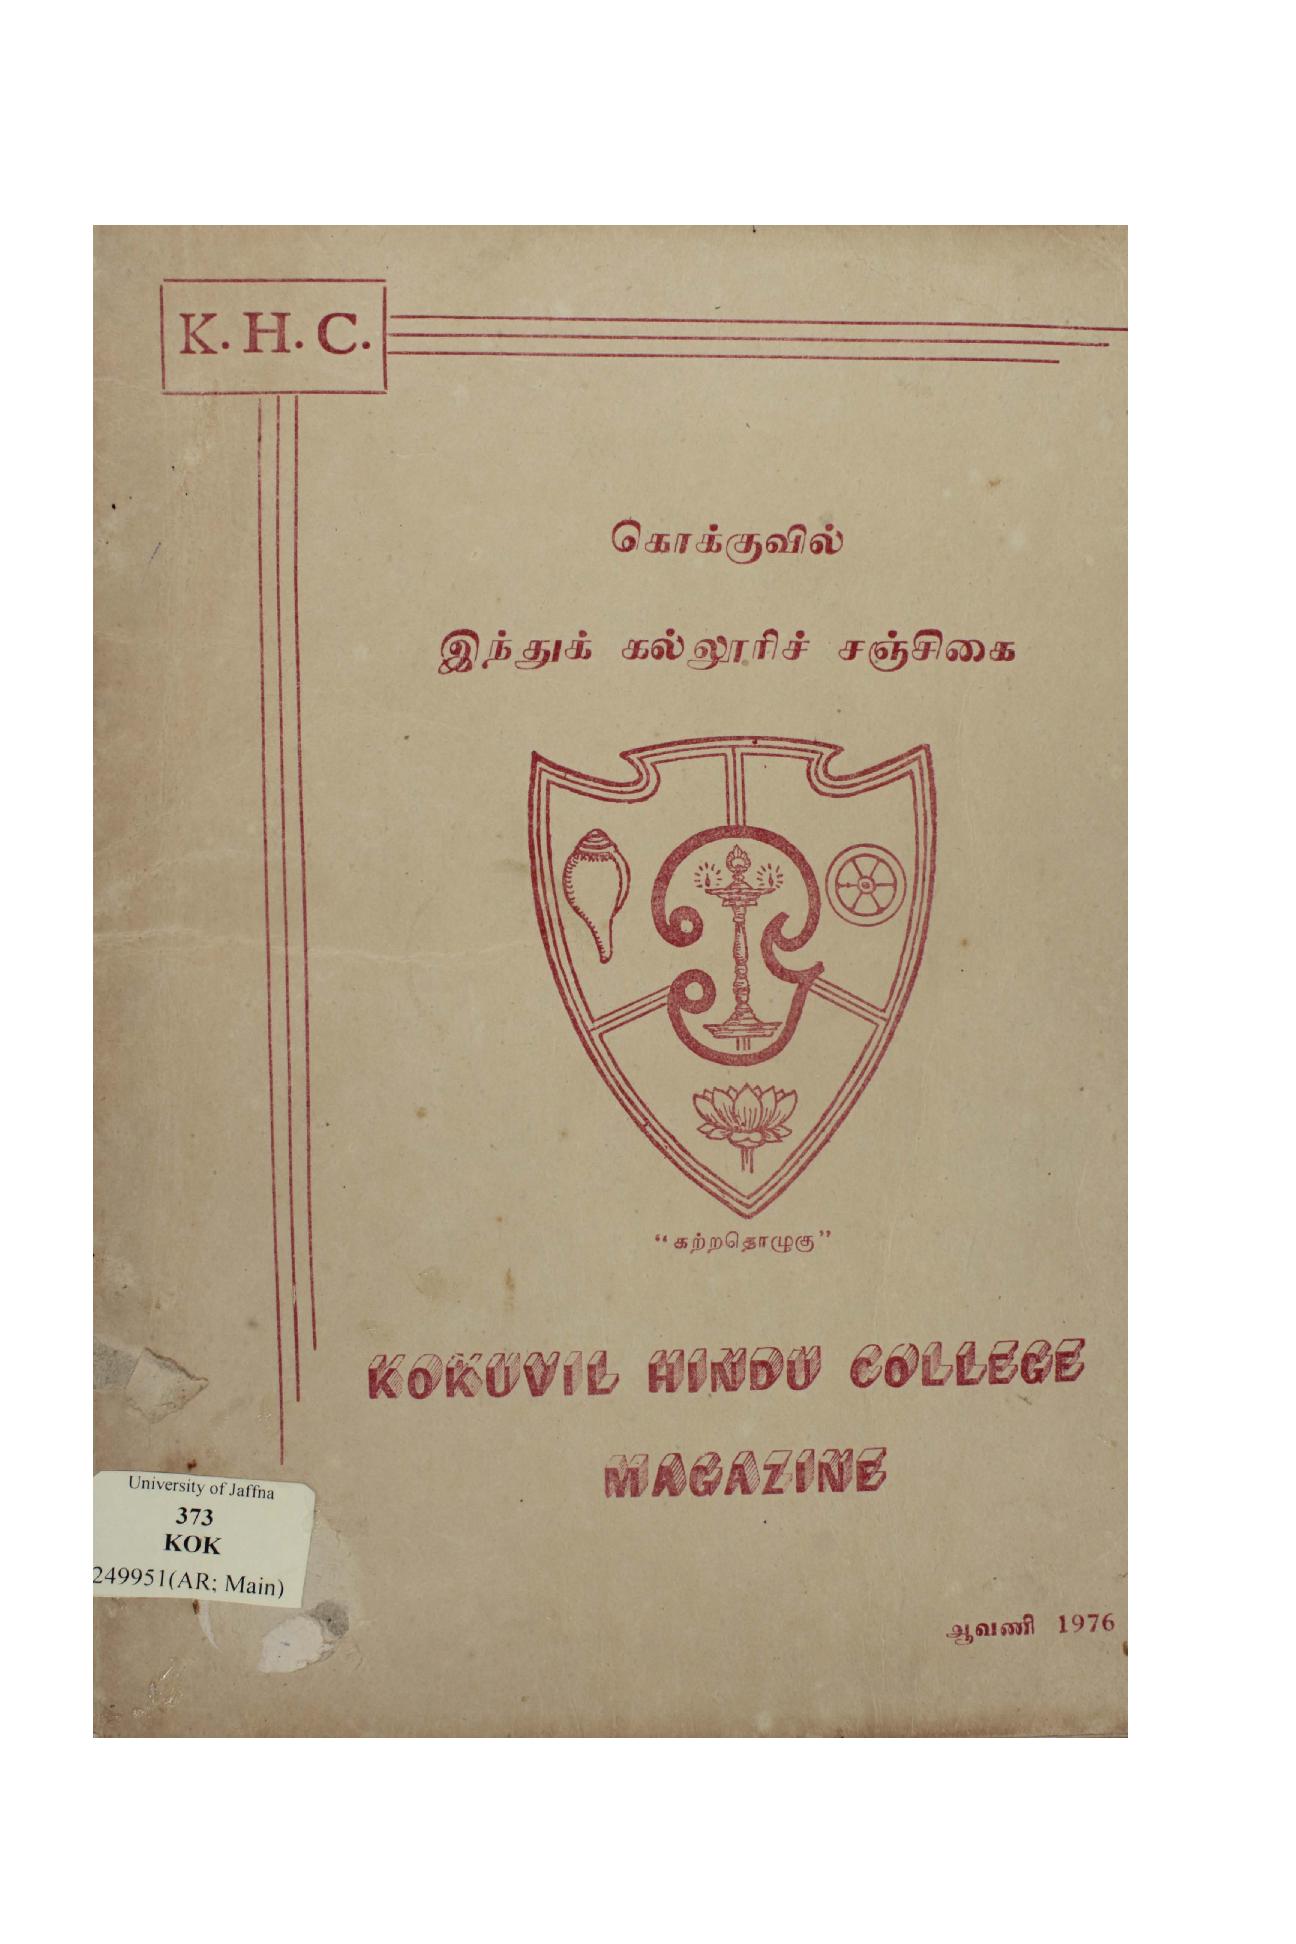 K. H. C.
கொக்குவில்
இந்துக் கல்லூரிச் சஞ்சிகை
"கற்றதொழுகு"
KOKUVIL HINDU COLLEGE
MAGAZINE
University of Jaffna
373
KOK
249951(AR; Main)
ஆவணி 1976